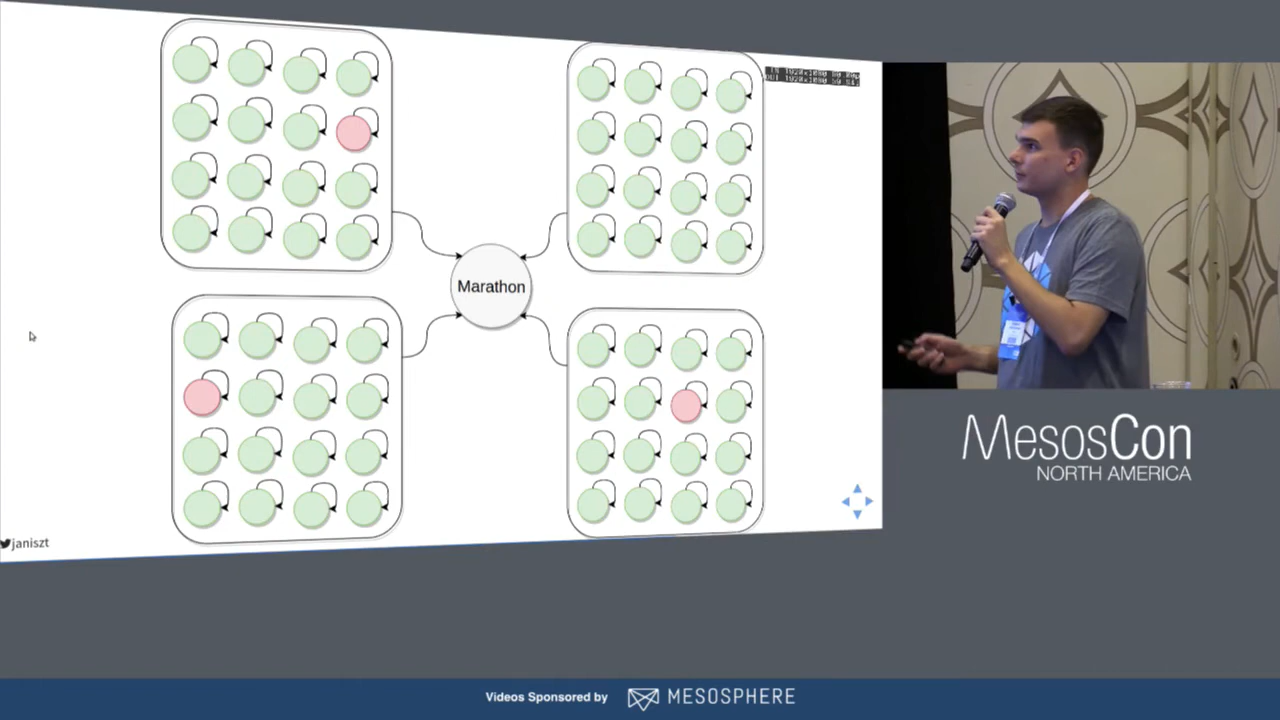 Marathon
janiszt
MesosCon
NORTH AMERICA
Videos Sponsored by MESOSPHERE